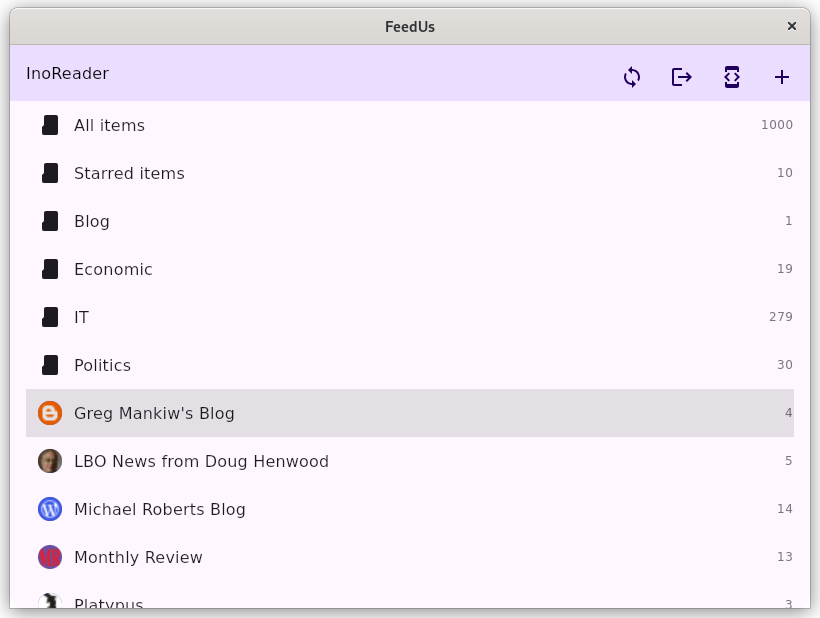 FeedUs
InoReader
All items 1000
Starred items 10
Blog 1
Economic 19
IT 279
Politics 30
Greg Mankiw's Blog 4
LBO News from Doug Henwood 5
Michael Roberts Blog 14
Monthly Review 13
Platypus 3